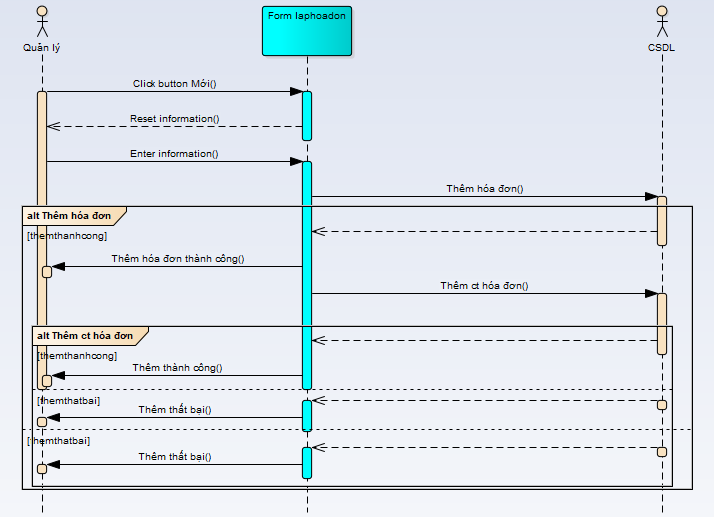 Form laphoadon
Quản lý
CSDL
Click button Mới()
Reset information()
Enter information()
Thêm hóa đơn()
alt Thêm hóa đơn
[themthanhcong]
Thêm hóa đơn thành công()
Thêm ct hóa đơn()
alt Thêm ct hóa đơn
[themthanhcong]
Thêm thành công()
[themthatbai]
Thêm thất bại()
[themthatbai]
Thêm thất bại()